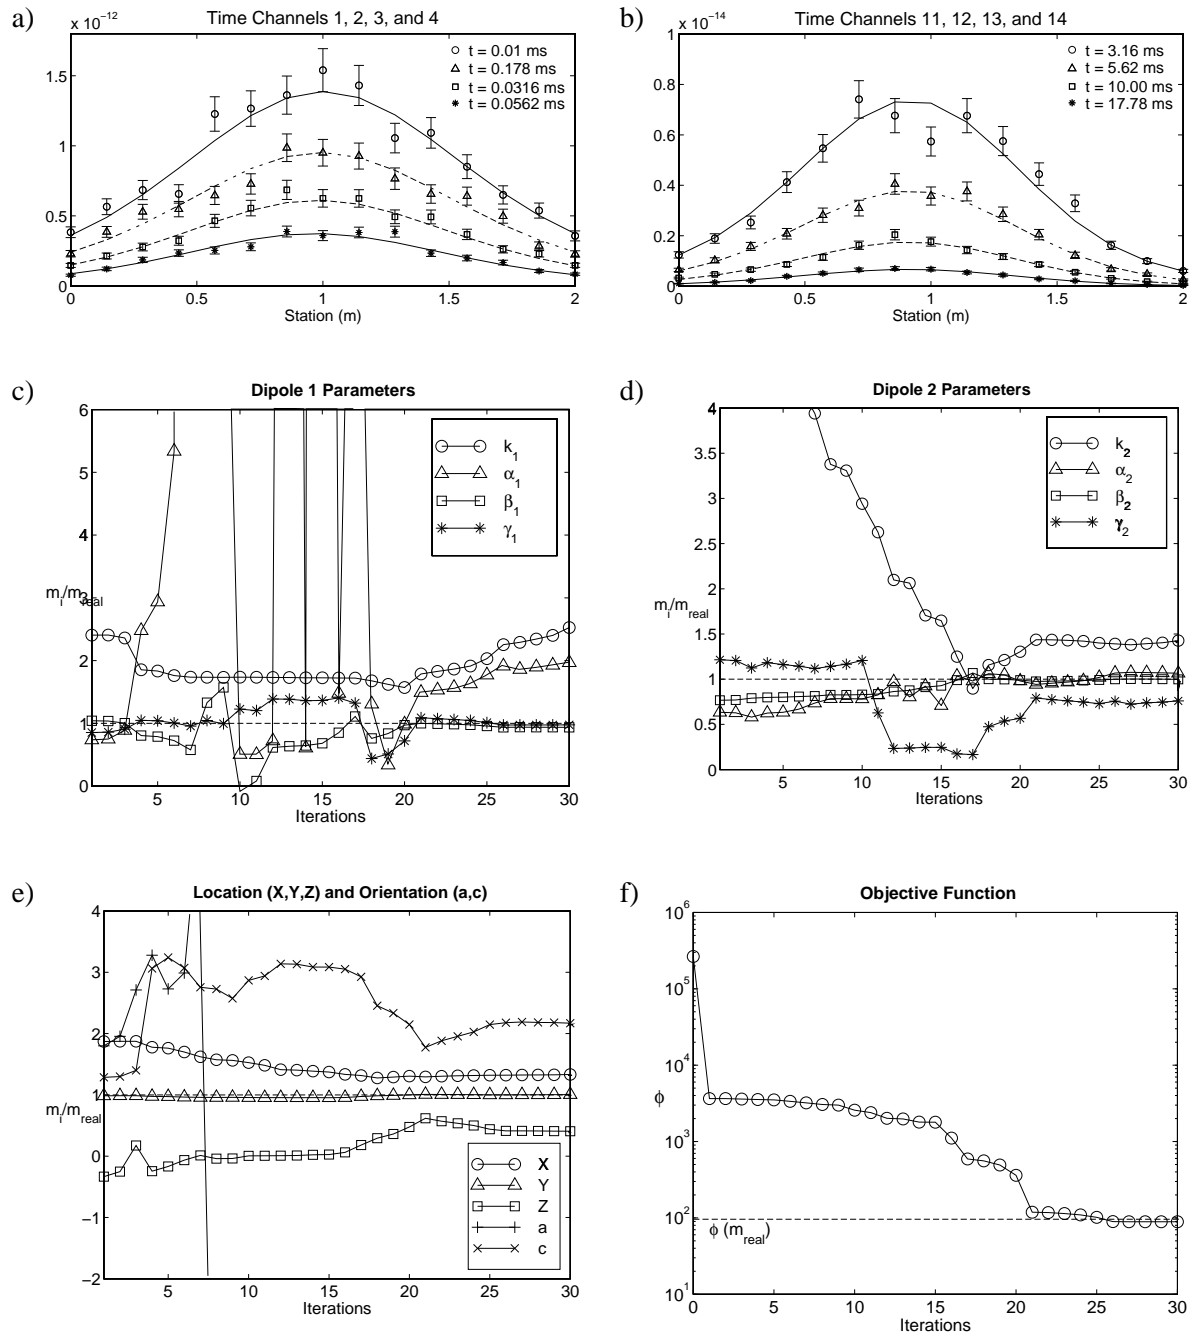 a)
Time Channels 1, 2, 3, and 4
x 10^-12
1.5
1
0.5
0
t = 0.01 ms
t = 0.178 ms
t = 0.0316 ms
t = 0.0562 ms
0 0.5 1 1.5 2
Station (m)
b)
Time Channels 11, 12, 13, and 14
x 10^-14
1
0.8
0.6
0.4
0.2
0
t = 3.16 ms
t = 5.62 ms
t = 10.00 ms
t = 17.78 ms
0 0.5 1 1.5 2
Station (m)
c)
Dipole 1 Parameters
6
5
4
3
2
1
0
m_i/m_real
k_1
α_1
β_1
γ_1
5 10 15 20 25 30
Iterations
d)
Dipole 2 Parameters
4
3.5
3
2.5
2
1.5
1
0.5
0
m_i/m_real
k_2
α_2
β_2
γ_2
5 10 15 20 25 30
Iterations
e)
Location (X,Y,Z) and Orientation (a,c)
4
3
2
1
0
−1
−2
m_i/m_real
X
Y
Z
a
c
5 10 15 20 25 30
Iterations
f)
Objective Function
10^6
10^5
10^4
10^3
10^2
10^1
ϕ
ϕ (m_real)
0 5 10 15 20 25 30
Iterations